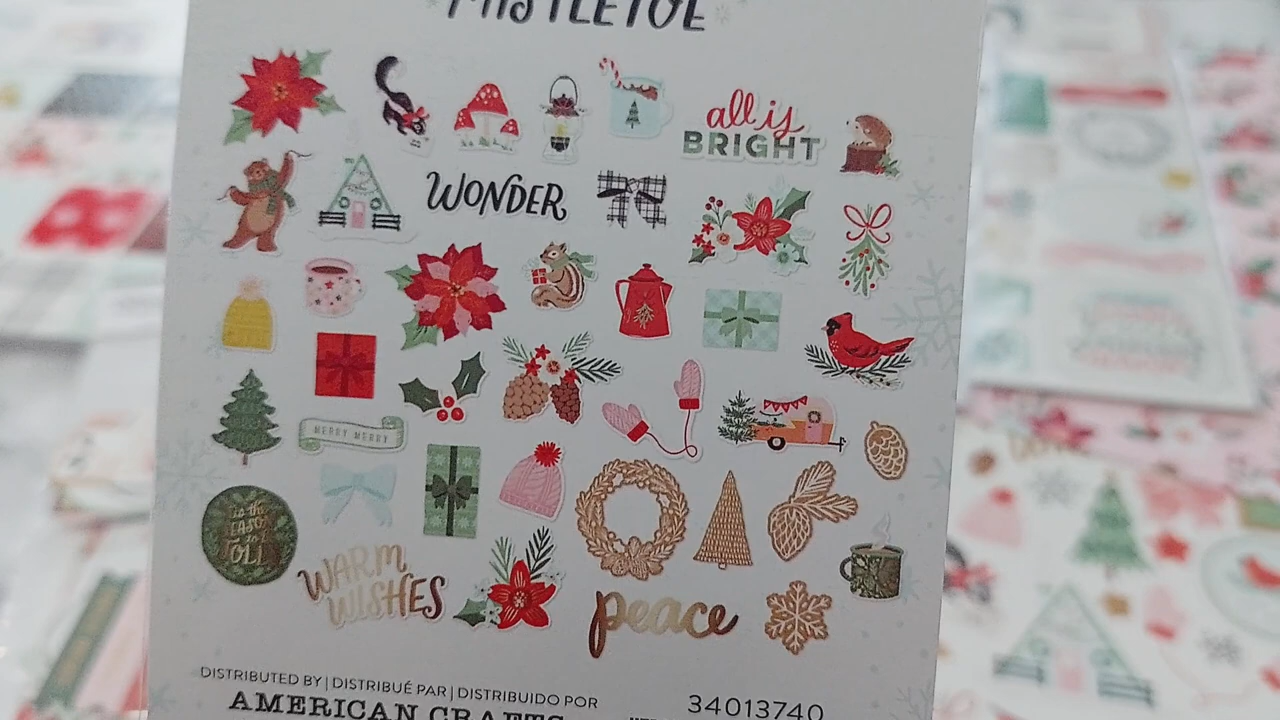 MISTLETOE
all is
BRIGHT
WONDER
MERRY MERRY
WARM
WISHES
peace
DISTRIBUTED BY | DISTRIBUÉ PAR | DISTRIBUIDO POR
AMERICAN CRAFTS
34013740